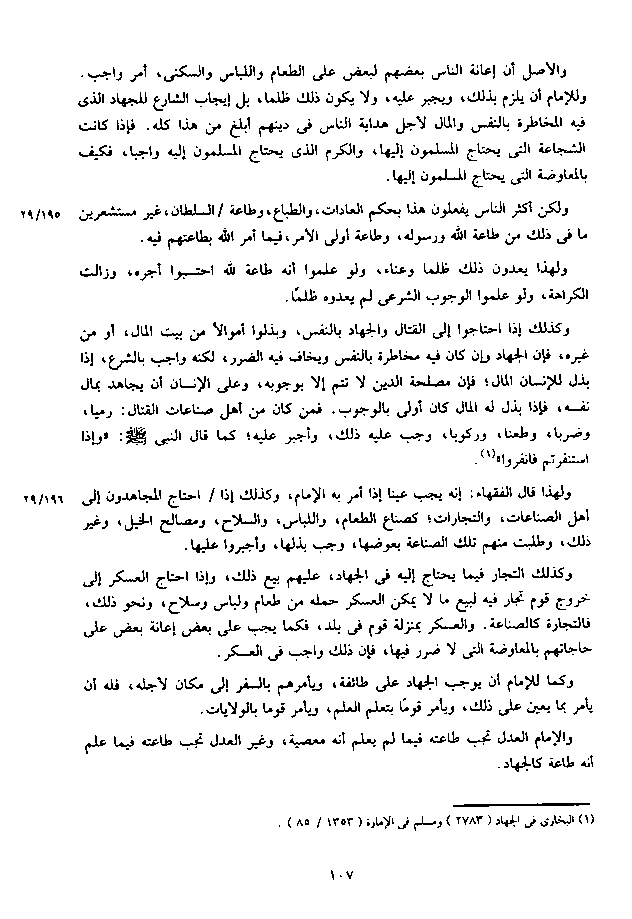 والأصل أن إعانة الناس بعضهم لبعض على الطعام واللباس والسكنى، أمر واجب.
وللإمام أن يلزم بذلك، ويجبر عليه، ولا يكون ذلك ظلما، بل إيجاب الشارع للجهاد الذى
فيه المخاطرة بالنفس والمال لأجل هداية الناس فى دينهم أبلغ من هذا كله. فإذا كانت
الشجاعة التى يحتاج المسلمون إليها، والكرم الذى يحتاج المسلمون إليه واجبا، فكيف
بالمعاوضة التى يحتاج المسلمون إليها.
ولكن أكثر الناس يفعلون هذا بحكم العادات، والطباع، وطاعة / السلطان، غير مستشعرين ٢٩/١٩٥
ما فى ذلك من طاعة الله ورسوله، وطاعة أولى الأمر، فيما أمر الله بطاعتهم فيه.
ولهذا يعدون ذلك ظلما وعناء، ولو علموا أنه طاعة لله احتسبوا أجره، وزالت
الكراهة، ولو علموا الوجوب الشرعى لم يعدوه ظلمًا.
وكذلك إذا احتاجوا إلى القتال والجهاد بالنفس، وبذلوا أموالاً من بيت المال، أو من
غيره، فإن الجهاد وإن كان فيه مخاطرة بالنفس ويخاف فيه الضرر، لكنه واجب بالشرع، إذا
بذل للإنسان المال؛ فإن مصلحة الدين لا تتم إلا بوجوبه، وعلى الإنسان أن يجاهد بمال
نفسه، فإذا بذل له المال كان أولى بالوجوب. فمن كان من أهل صناعات القتال: رميا،
وضربا، وطعنا، وركوبا، وجب عليه ذلك، وأجبر عليه؛ كما قال النبى ﷺ: «وإذا
استنفرتم فانفروا»(١).
ولهذا قال الفقهاء: إنه يجب عينا إذا أمر به الإمام، وكذلك إذا / احتاج المجاهدون إلى ٢٩/١٩٦
أهل الصناعات، والتجارات؛ كصناع الطعام، واللباس، والسلاح، ومصالح الخيل، وغير
ذلك، وطلبت منهم تلك الصناعة بعوضها، وجب بذلها، وأجبروا عليها.
وكذلك التجار فيما يحتاج إليه فى الجهاد، عليهم بيع ذلك، وإذا احتاج العسكر إلى
خروج قوم تجار فيه لبيع ما لا يمكن العسكر حمله من طعام ولباس وسلاح، ونحو ذلك،
فالتجارة كالصناعة. والعسكر بمنزلة قوم فى بلد، فكما يجب على بعض إعانة بعض على
حاجاتهم بالمعاوضة التى لا ضرر فيها، فإن ذلك واجب فى العسكر.
وكما للإمام أن يوجب الجهاد على طائفة، ويأمرهم بالسفر إلى مكان لأجله، فله أن
يأمر بما يعين على ذلك، ويأمر قومًا بتعلم العلم، ويأمر قوما بالولايات.
والإمام العدل تجب طاعته فيما لم يعلم أنه معصية، وغير العدل تجب طاعته فيما علم
أنه طاعة كالجهاد.
(١) البخارى فى الجهاد ( ٢٧٨٣ ) ومسلم فى الإمارة ( ١٣٥٣ / ٨٥ ) .
١٠٧